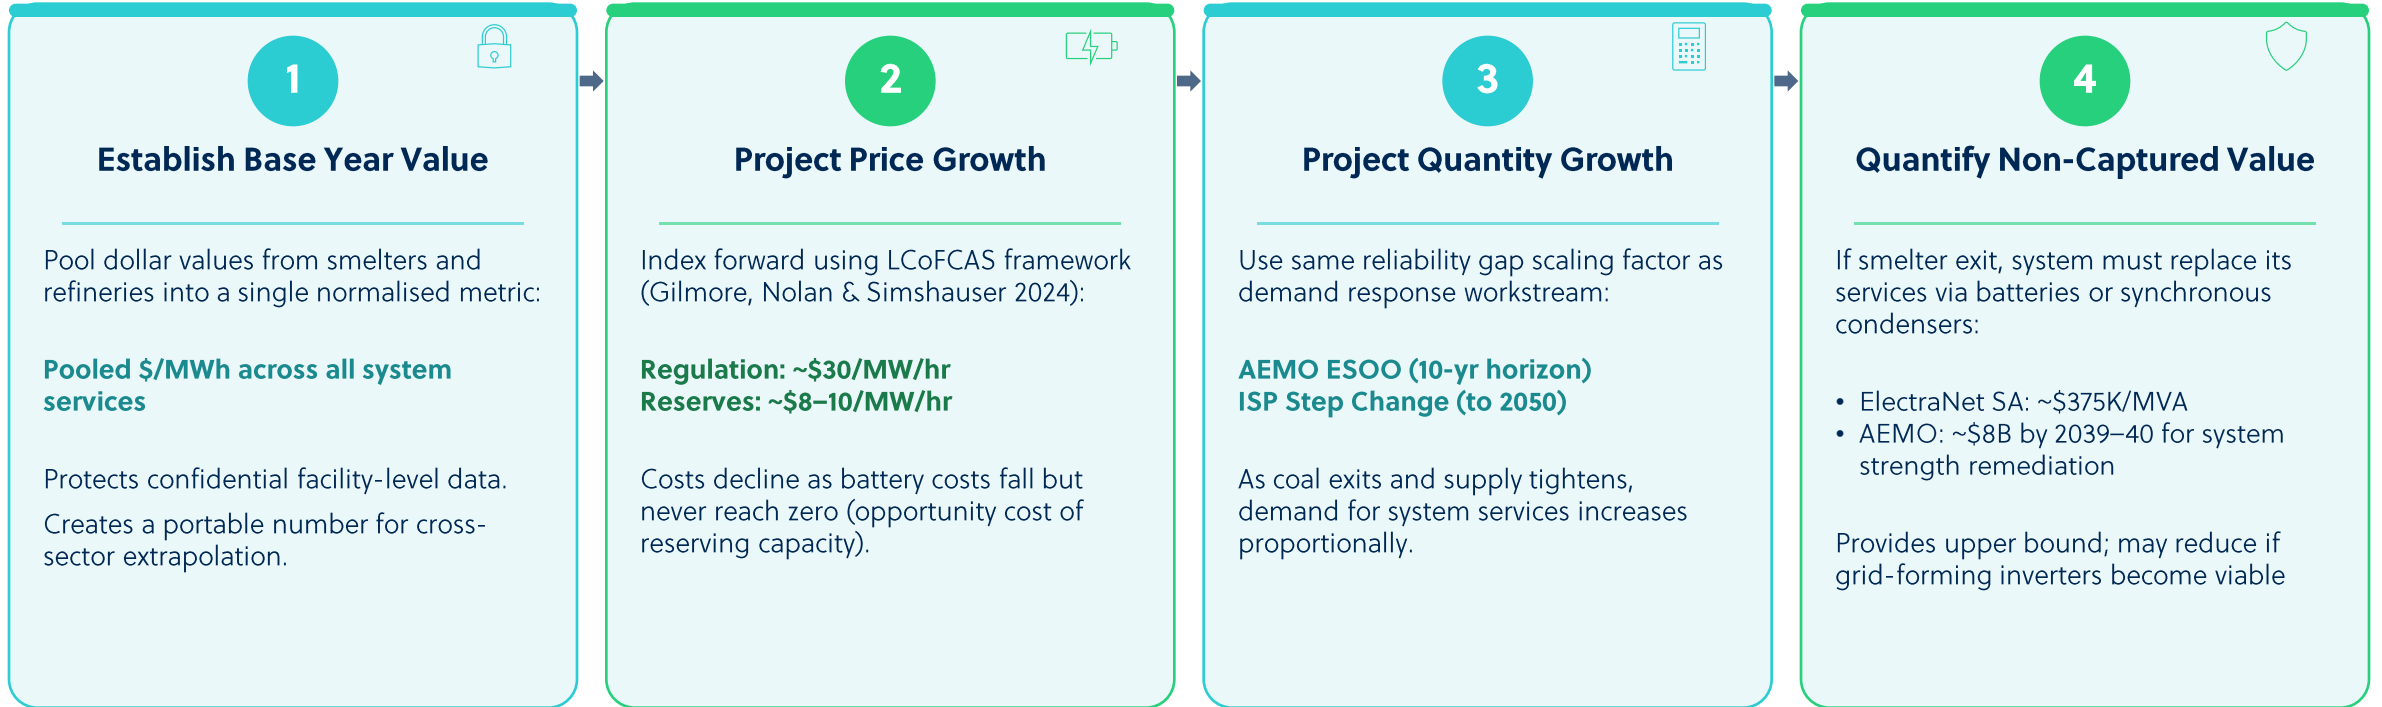 1
Establish Base Year Value
Pool dollar values from smelters and
refineries into a single normalised metric:
Pooled $/MWh across all system
services
Protects confidential facility-level data.
Creates a portable number for cross-
sector extrapolation.
2
Project Price Growth
Index forward using LCoFCAS framework
(Gilmore, Nolan & Simshauser 2024):
Regulation: ~$30/MW/hr
Reserves: ~$8–10/MW/hr
Costs decline as battery costs fall but
never reach zero (opportunity cost of
reserving capacity).
3
Project Quantity Growth
Use same reliability gap scaling factor as
demand response workstream:
AEMO ESOO (10-yr horizon)
ISP Step Change (to 2050)
As coal exits and supply tightens,
demand for system services increases
proportionally.
4
Quantify Non-Captured Value
If smelter exit, system must replace its
services via batteries or synchronous
condensers:
• ElectraNet SA: ~$375K/MVA
• AEMO: ~$8B by 2039–40 for system
strength remediation
Provides upper bound; may reduce if
grid-forming inverters become viable